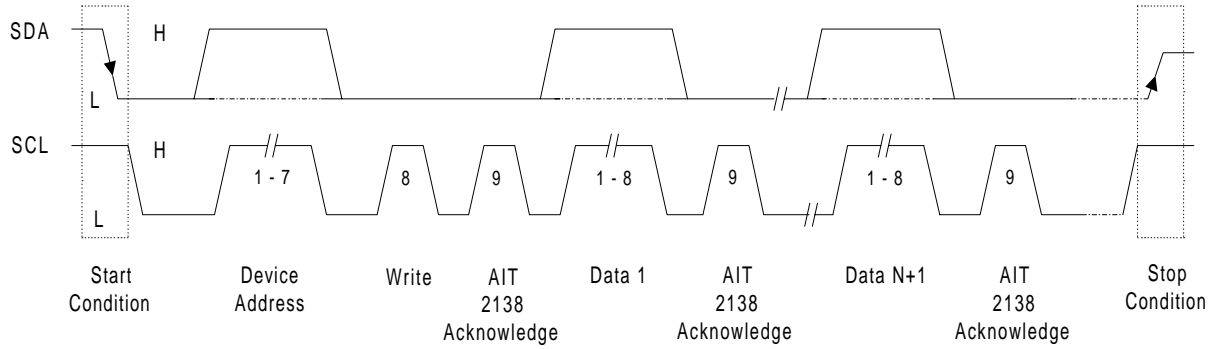 SDA
H
L
SCL
H
1 - 7
8
9
1 - 8
9
1 - 8
9
L
Start
Condition
Device
Address
Write
AIT
2138
Acknowledge
Data 1
AIT
2138
Acknowledge
Data N+1
AIT
2138
Acknowledge
Stop
Condition